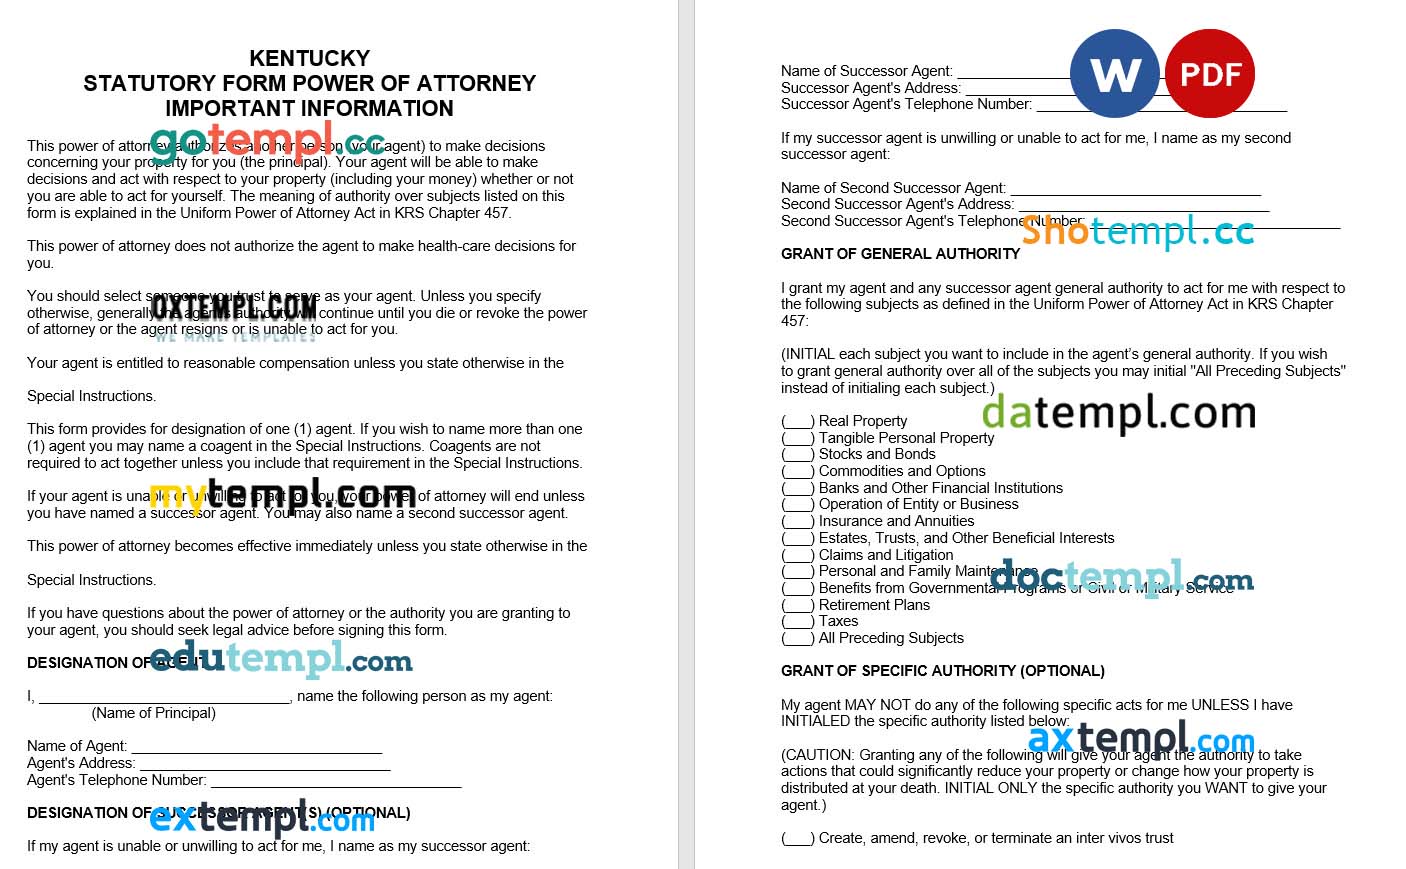 KENTUCKY
STATUTORY FORM POWER OF ATTORNEY
IMPORTANT INFORMATION
gotempl.cc
This power of attorney authorizes another person (your agent) to make decisions
concerning your property for you (the principal). Your agent will be able to make
decisions and act with respect to your property (including your money) whether or not
you are able to act for yourself. The meaning of authority over subjects listed on this
form is explained in the Uniform Power of Attorney Act in KRS Chapter 457.
This power of attorney does not authorize the agent to make health-care decisions for
you.
You should select someone you trust to serve as your agent. Unless you specify
OXTEMPL.COM
otherwise, generally the agent's authority will continue until you die or revoke the power
of attorney or the agent resigns or is unable to act for you.
WE MAKE TEMPLATES
Your agent is entitled to reasonable compensation unless you state otherwise in the
Special Instructions.
This form provides for designation of one (1) agent. If you wish to name more than one
(1) agent you may name a coagent in the Special Instructions. Coagents are not
required to act together unless you include that requirement in the Special Instructions.
If your agent is unable or unwilling to act for you, your power of attorney will end unless
mytempl.com
you have named a successor agent. You may also name a second successor agent.
This power of attorney becomes effective immediately unless you state otherwise in the
Special Instructions.
If you have questions about the power of attorney or the authority you are granting to
your agent, you should seek legal advice before signing this form.
DESIGNATION OF AGENT
edutempl.com
I, ______________________________, name the following person as my agent:
(Name of Principal)
Name of Agent: ______________________________
Agent's Address: ______________________________
Agent's Telephone Number: ______________________________
DESIGNATION OF SUCCESSOR AGENT(S) (OPTIONAL)
extempl.com
If my agent is unable or unwilling to act for me, I name as my successor agent:
W PDF
Name of Successor Agent: ______________________________
Successor Agent's Address: ______________________________
Successor Agent's Telephone Number: ______________________________
If my successor agent is unwilling or unable to act for me, I name as my second
successor agent:
Name of Second Successor Agent: ______________________________
Second Successor Agent's Address: ______________________________
Second Successor Agent's Telephone Number: ______________________________
Shotempl.cc
GRANT OF GENERAL AUTHORITY
I grant my agent and any successor agent general authority to act for me with respect to
the following subjects as defined in the Uniform Power of Attorney Act in KRS Chapter
457:
(INITIAL each subject you want to include in the agent’s general authority. If you wish
to grant general authority over all of the subjects you may initial "All Preceding Subjects"
instead of initialing each subject.)
datempl.com
(___) Real Property
(___) Tangible Personal Property
(___) Stocks and Bonds
(___) Commodities and Options
(___) Banks and Other Financial Institutions
(___) Operation of Entity or Business
(___) Insurance and Annuities
(___) Estates, Trusts, and Other Beneficial Interests
(___) Claims and Litigation
(___) Personal and Family Maintenance
doctempl.com
(___) Benefits from Governmental Programs or Civil or Military Service
(___) Retirement Plans
(___) Taxes
(___) All Preceding Subjects
GRANT OF SPECIFIC AUTHORITY (OPTIONAL)
My agent MAY NOT do any of the following specific acts for me UNLESS I have
INITIALED the specific authority listed below:
axtempl.com
(CAUTION: Granting any of the following will give your agent the authority to take
actions that could significantly reduce your property or change how your property is
distributed at your death. INITIAL ONLY the specific authority you WANT to give your
agent.)
(___) Create, amend, revoke, or terminate an inter vivos trust